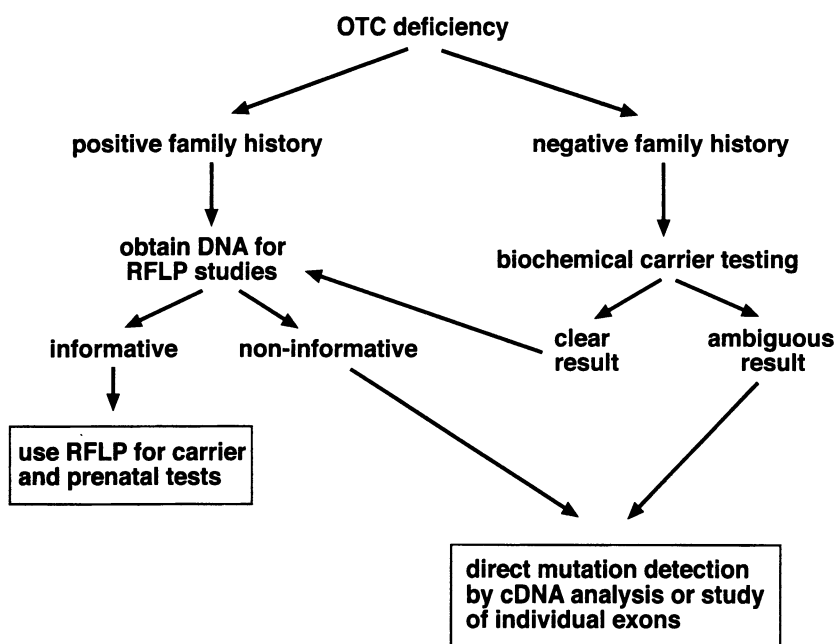 OTC deficiency
positive family history
negative family history
obtain DNA for
RFLP studies
biochemical carrier testing
informative
non-informative
clear
result
ambiguous
result
use RFLP for carrier
and prenatal tests
direct mutation detection
by cDNA analysis or study
of individual exons